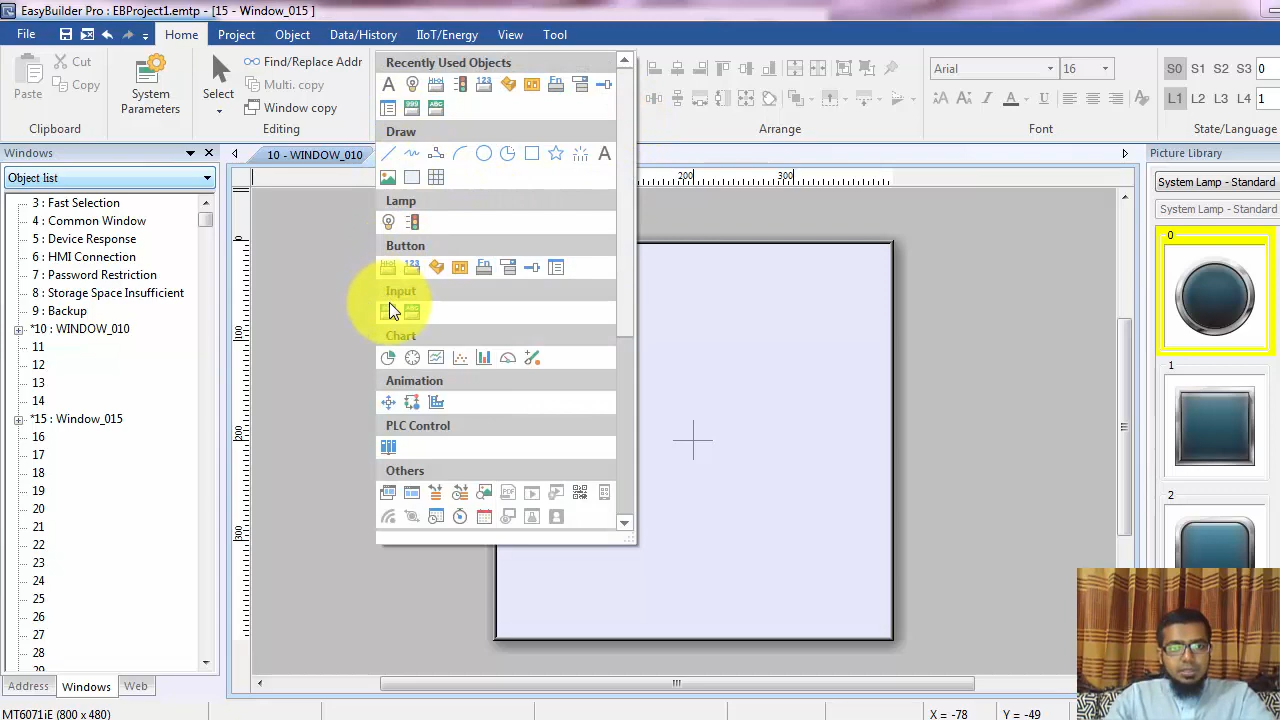 EasyBuilder Pro : EBProject1.emtp - [15 - Window_015 ]
File Home Project Object Data/History IIoT/Energy View Tool
Paste
Cut
Copy
Clipboard
System
Parameters
Select
Find/Replace Addr
Multi. copy
Window copy
Editing
Arrange
Arial 16
Font
S0 S1 S2 S3 0
L1 L2 L3 L4 1
State/Language
Recently Used Objects
Draw
Lamp
Button
Input
Chart
Animation
PLC Control
Others
Windows
Object list
3 : Fast Selection
4 : Common Window
5 : Device Response
6 : HMI Connection
7 : Password Restriction
8 : Storage Space Insufficient
9 : Backup
*10 : WINDOW_010
11
12
13
14
*15 : Window_015
16
17
18
19
20
21
22
23
24
25
26
27
28
29
Address Windows Web
10 - WINDOW_010
200 300
0
100
200
300
Picture Library
System Lamp - Standard
System Lamp - Standard
0
1
2
MT6071iE (800 x 480)
X = -78 Y = -49